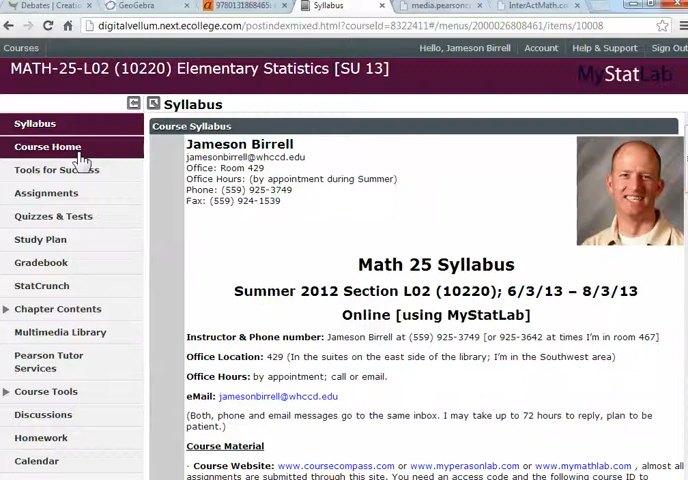 Debates | Creatio
GeoGebra
9780131868465:
Syllabus
media.pearsoncm
InterActMath.co
digitalvellum.next.ecollege.com/postindexmixed.html?courseId=8322411#/menus/2000026808461/items/10008
Courses
Hello, Jameson Birrell
Account
Help & Support
Sign Out
MATH-25-L02 (10220) Elementary Statistics [SU 13]
MyStatLab
Syllabus
Syllabus
Course Home
Tools for Success
Assignments
Quizzes & Tests
Study Plan
Gradebook
StatCrunch
Chapter Contents
Multimedia Library
Pearson Tutor
Services
Course Tools
Discussions
Homework
Calendar
Course Syllabus
Jameson Birrell
jamesonbirrell@whccd.edu
Office: Room 429
Office Hours: (by appointment during Summer)
Phone: (559) 925-3749
Fax: (559) 924-1539
Math 25 Syllabus
Summer 2012 Section L02 (10220); 6/3/13 – 8/3/13
Online [using MyStatLab]
Instructor & Phone number: Jameson Birrell at (559) 925-3749 [or 925-3642 at times I'm in room 467]
Office Location: 429 (In the suites on the east side of the library; I'm in the Southwest area)
Office Hours: by appointment; call or email.
eMail: jamesonbirrell@whccd.edu
(Both, phone and email messages go to the same inbox. I may take up to 72 hours to reply, plan to be
patient.)
Course Material
· Course Website: www.coursecompass.com or www.myperasonlab.com or www.mymathlab.com , almost all
assignments are submitted through this site. You need an access code and the following course ID to